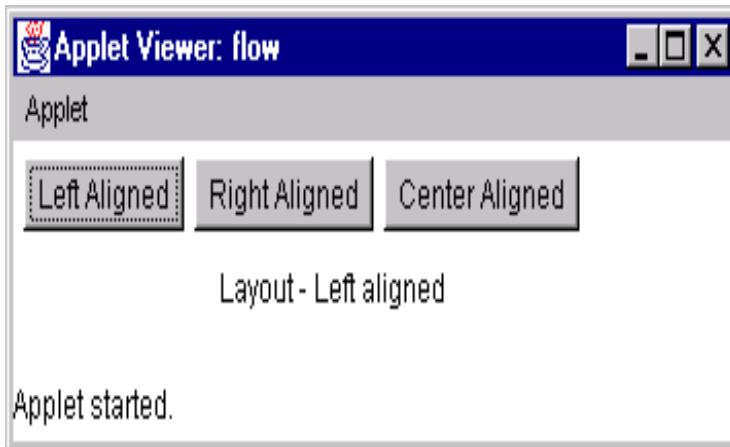 Applet Viewer: flow
Applet
Left Aligned Right Aligned Center Aligned
Layout - Left aligned
Applet started.